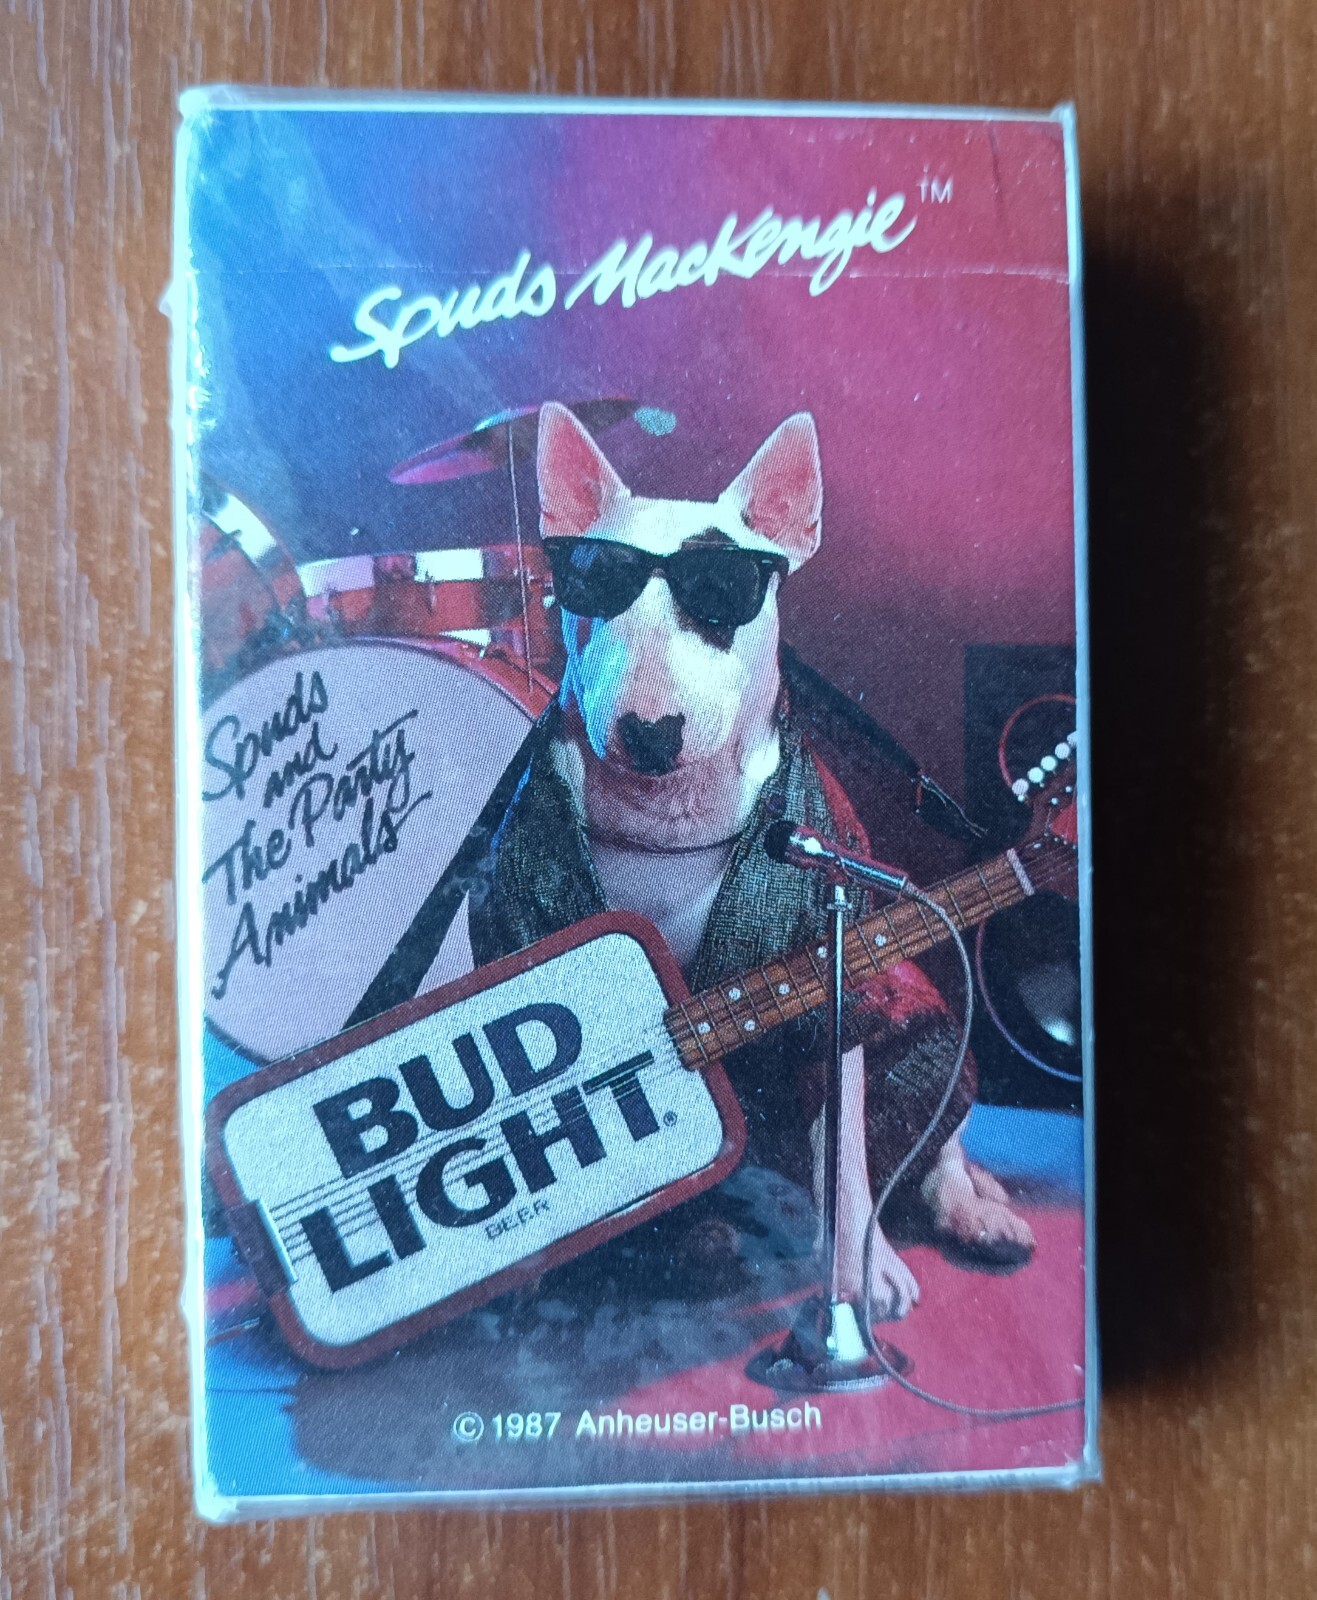 Spuds MacKenzie™
Spuds
and
The Party
Animals
BUD
LIGHT®
BEER
© 1987 Anheuser-Busch